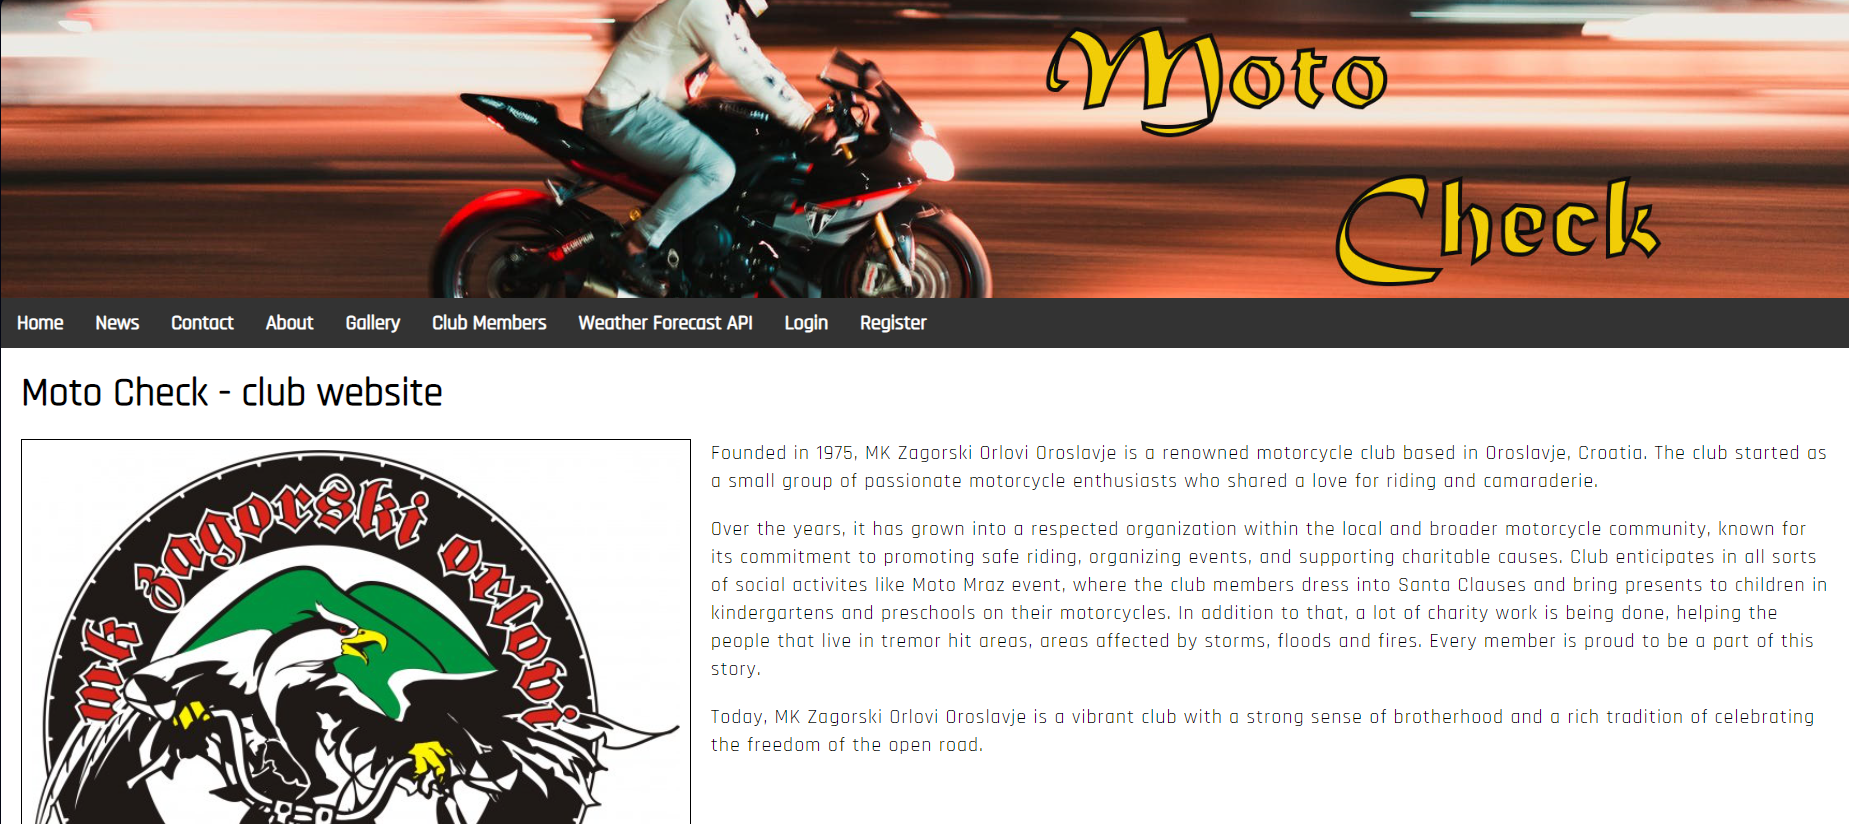 Moto
Check
SCORPION
Home News Contact About Gallery Club Members Weather Forecast API Login Register
Moto Check - club website
mk zagorski orlovi
Founded in 1975, MK Zagorski Orlovi Oroslavje is a renowned motorcycle club based in Oroslavje, Croatia. The club started as
a small group of passionate motorcycle enthusiasts who shared a love for riding and camaraderie.
Over the years, it has grown into a respected organization within the local and broader motorcycle community, known for
its commitment to promoting safe riding, organizing events, and supporting charitable causes. Club enticipates in all sorts
of social activites like Moto Mraz event, where the club members dress into Santa Clauses and bring presents to children in
kindergartens and preschools on their motorcycles. In addition to that, a lot of charity work is being done, helping the
people that live in tremor hit areas, areas affected by storms, floods and fires. Every member is proud to be a part of this
story.
Today, MK Zagorski Orlovi Oroslavje is a vibrant club with a strong sense of brotherhood and a rich tradition of celebrating
the freedom of the open road.